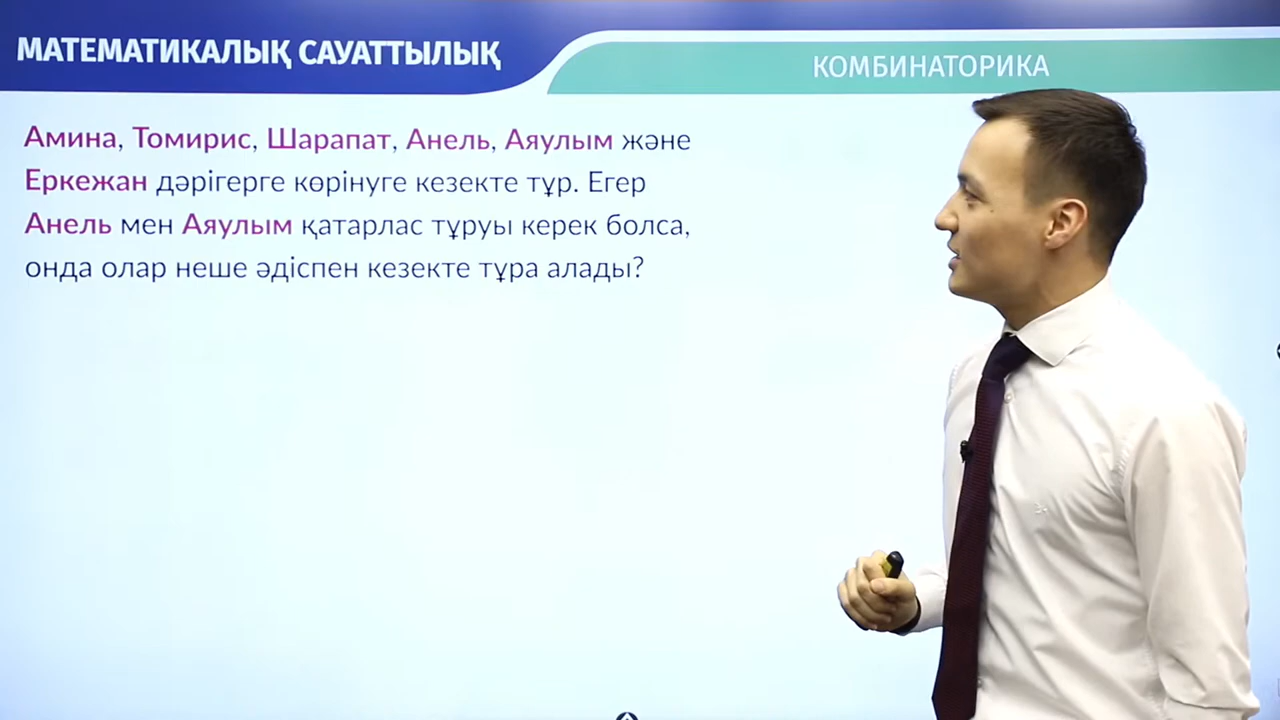 МАТЕМАТИКАЛЫҚ САУАТТЫЛЫҚ
КОМБИНАТОРИКА
Амина, Томирис, Шарапат, Анель, Аяулым және
Еркежан дәрігерге көрінуге кезекте тұр. Егер
Анель мен Аяулым қатарлас тұруы керек болса,
онда олар неше әдіспен кезекте тұра алады?